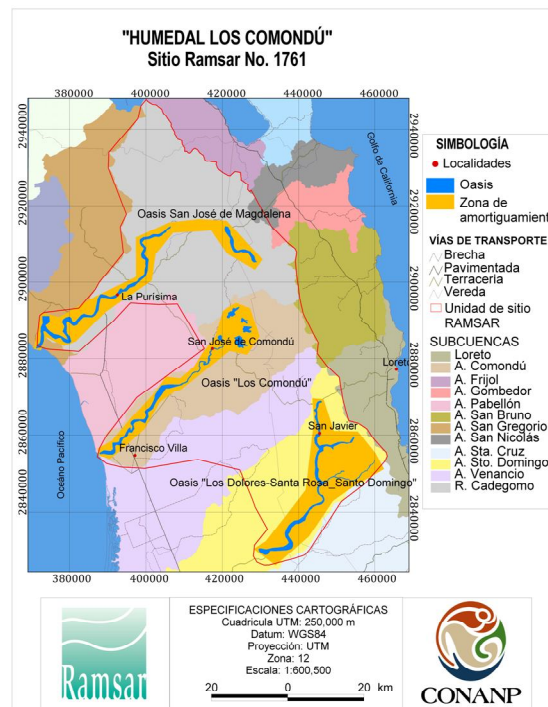 "HUMEDAL LOS COMONDÚ"
Sitio Ramsar No. 1761
380000 400000 420000 440000 460000
2940000
2920000
2900000
2880000
2860000
2840000
2940000
2920000
2900000
2880000
2860000
2840000
Golfo de California
Oasis San José de Magdalena
La Purísima
San José de Comondú
Loreto
Oasis "Los Comondú"
San Javier
Francisco Villa
Océano Pacifico
Oasis "Los Dolores-Santa Rosa_Santo Domingo"
380000 400000 420000 440000 460000
SIMBOLOGÍA
Localidades
Oasis
Zona de
amortiguamient
VÍAS DE TRANSPORTE
Brecha
Pavimentada
Terracería
Vereda
Unidad de sitio
RAMSAR
SUBCUENCAS
Loreto
A. Comondú
A. Frijol
A. Gombedor
A. Pabellón
A. San Bruno
A. San Gregorio
A. San Nicolás
A. Sta. Cruz
A. Sto. Domingo
A. Venancio
R. Cadegomo
Ramsar
ESPECIFICACIONES CARTOGRÁFICAS
Cuadricula UTM: 250,000 m
Datum: WGS84
Proyección: UTM
Zona: 12
Escala: 1:600,500
20 0 20 km
CONANP